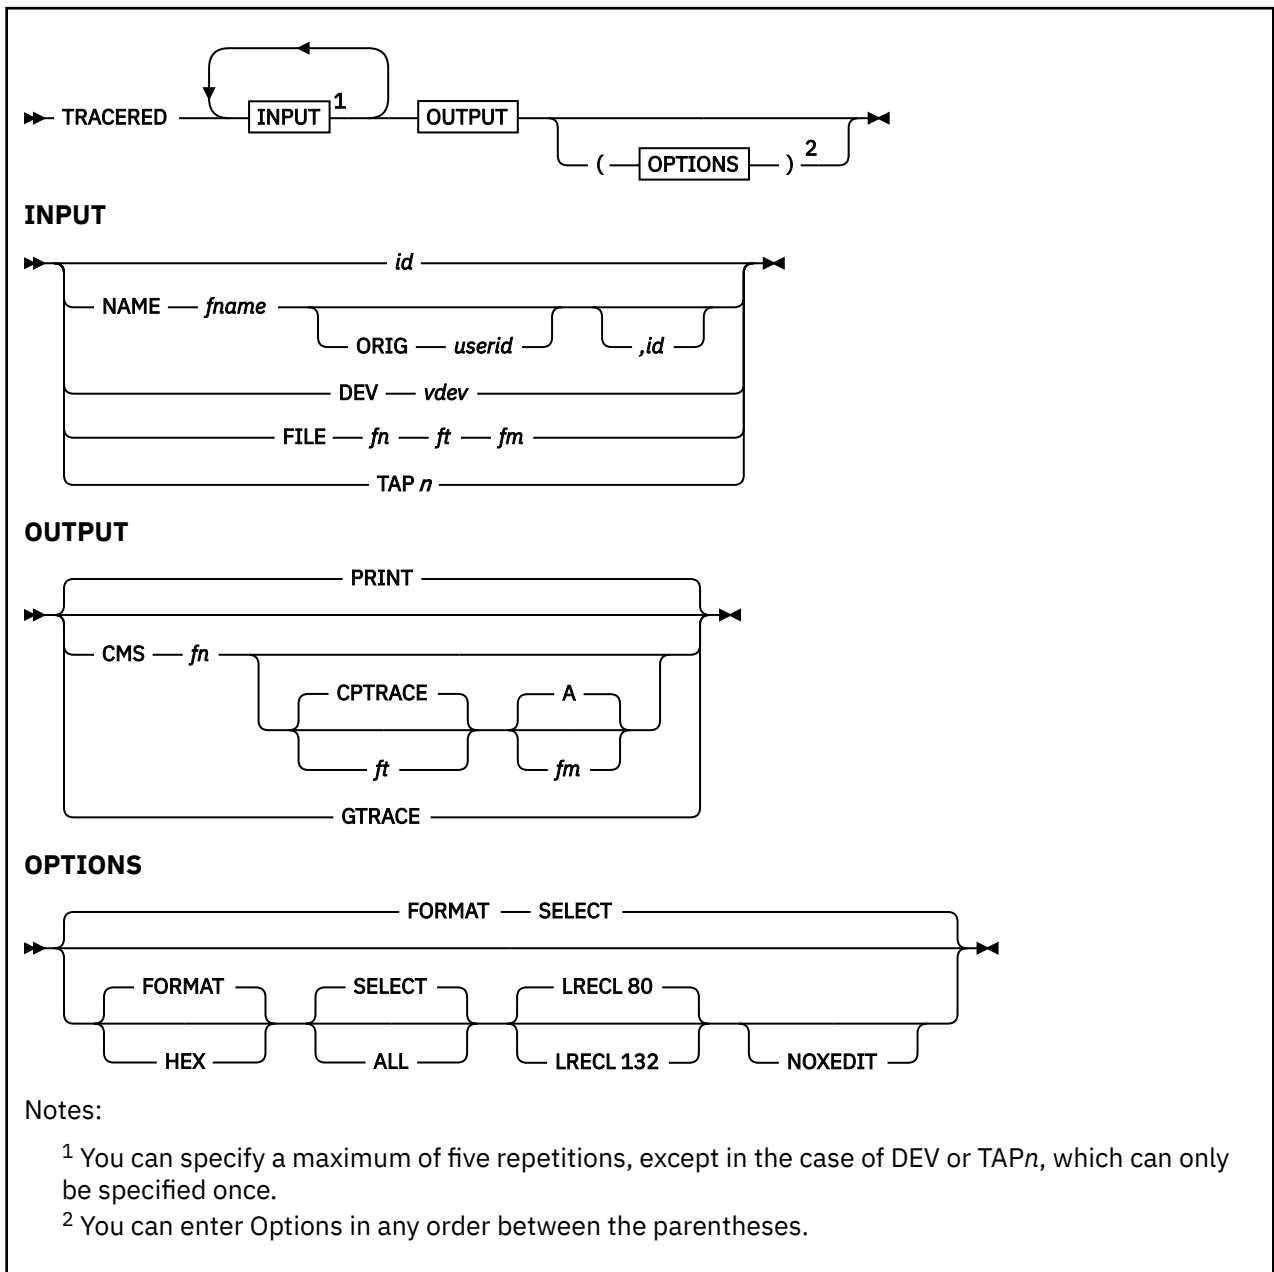 TRACERED INPUT 1 OUTPUT
( OPTIONS ) 2
INPUT
id
NAME fname
ORIG userid ,id
DEV vdev
FILE fn ft fm
TAP n
OUTPUT
PRINT
CMS fn
CPTRACE A
ft fm
GTRACE
OPTIONS
FORMAT SELECT
FORMAT SELECT LRECL 80
HEX ALL LRECL 132 NOXEDIT
Notes:
1 You can specify a maximum of five repetitions, except in the case of DEV or TAPn, which can only
be specified once.
2 You can enter Options in any order between the parentheses.